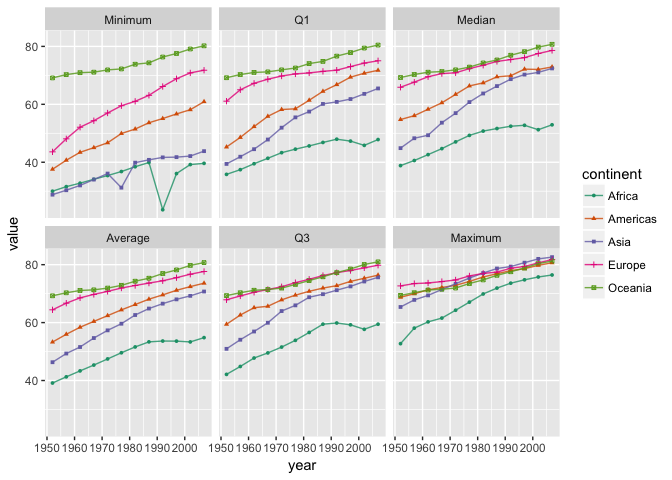 Minimum
Q1
Median
80
60
40
continent
Africa
Americas
Asia
Europe
Oceania
value
Average
Q3
Maximum
80
60
40
1950 1960 1970 1980 1990 2000
1950 1960 1970 1980 1990 2000
1950 1960 1970 1980 1990 2000
year